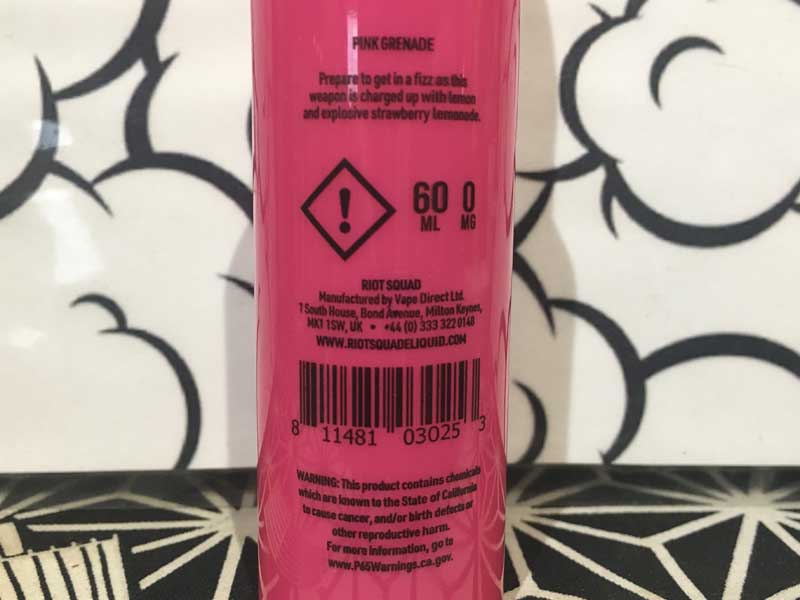 PINK GRENADE
Prepare to get in a fizz as this
weapon is charged up with lemon
and explosive strawberry lemonade.
!
60 0
ML MG
RIOT SQUAD
Manufactured by Vape Direct Ltd.
1 South House, Bond Avenue, Milton Keynes,
MK1 1SW, UK • +44 (0) 333 322 0148
WWW.RIOTSQUADELIQUID.COM
8 11481 03025 3
WARNING: This product contains chemicals
which are known to the State of California
to cause cancer, and/or birth defects or
other reproductive harm.
For more information, go to
www.P65Warnings.ca.gov.